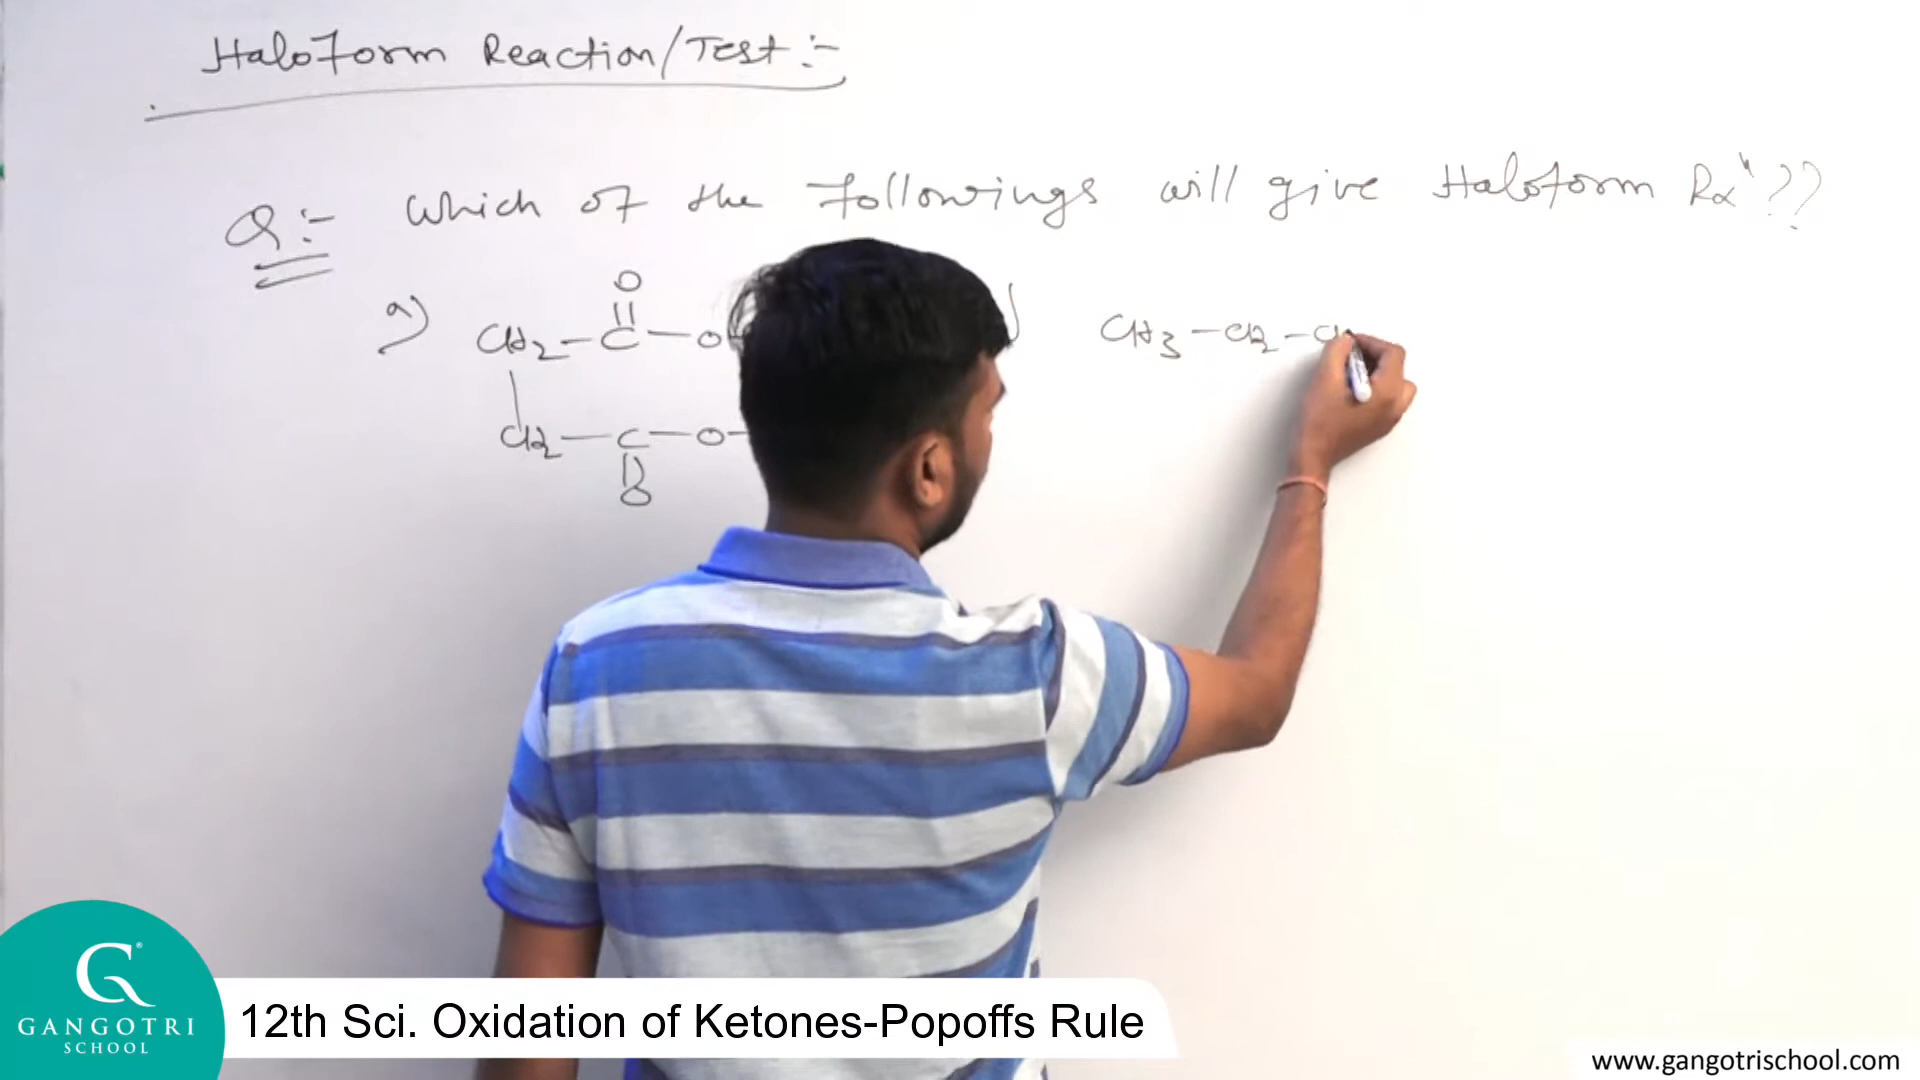 Haloform Reaction/Test :-
Q:- Which of the followings will give Haloform Rxⁿ??
a) CH2-C-O
O
CH3-CH2-C
CH2-C-O-
O
G
GANGOTRI
SCHOOL
12th Sci. Oxidation of Ketones-Popoffs Rule
www.gangotrischool.com